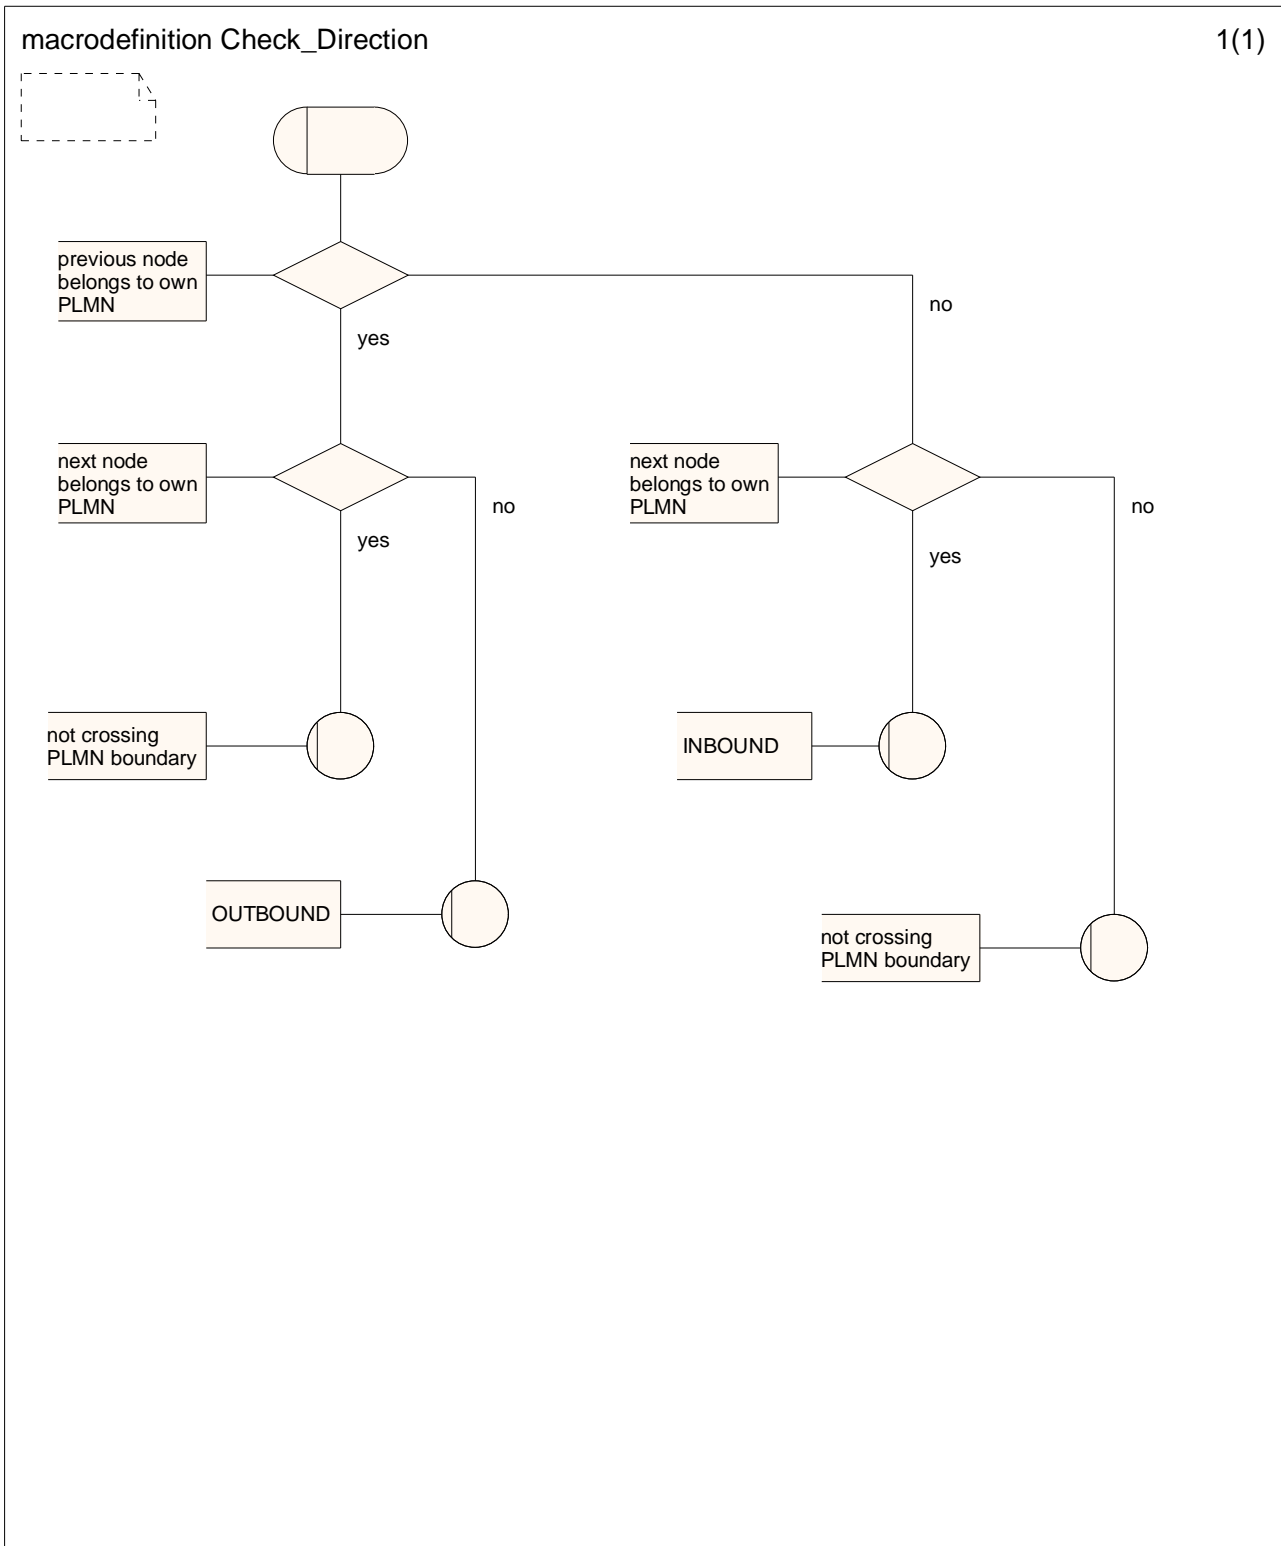 macrodefinition Check_Direction
1(1)
previous node
belongs to own
PLMN
no
yes
next node
belongs to own
PLMN
no
yes
next node
belongs to own
PLMN
no
yes
not crossing
PLMN boundary
INBOUND
OUTBOUND
not crossing
PLMN boundary